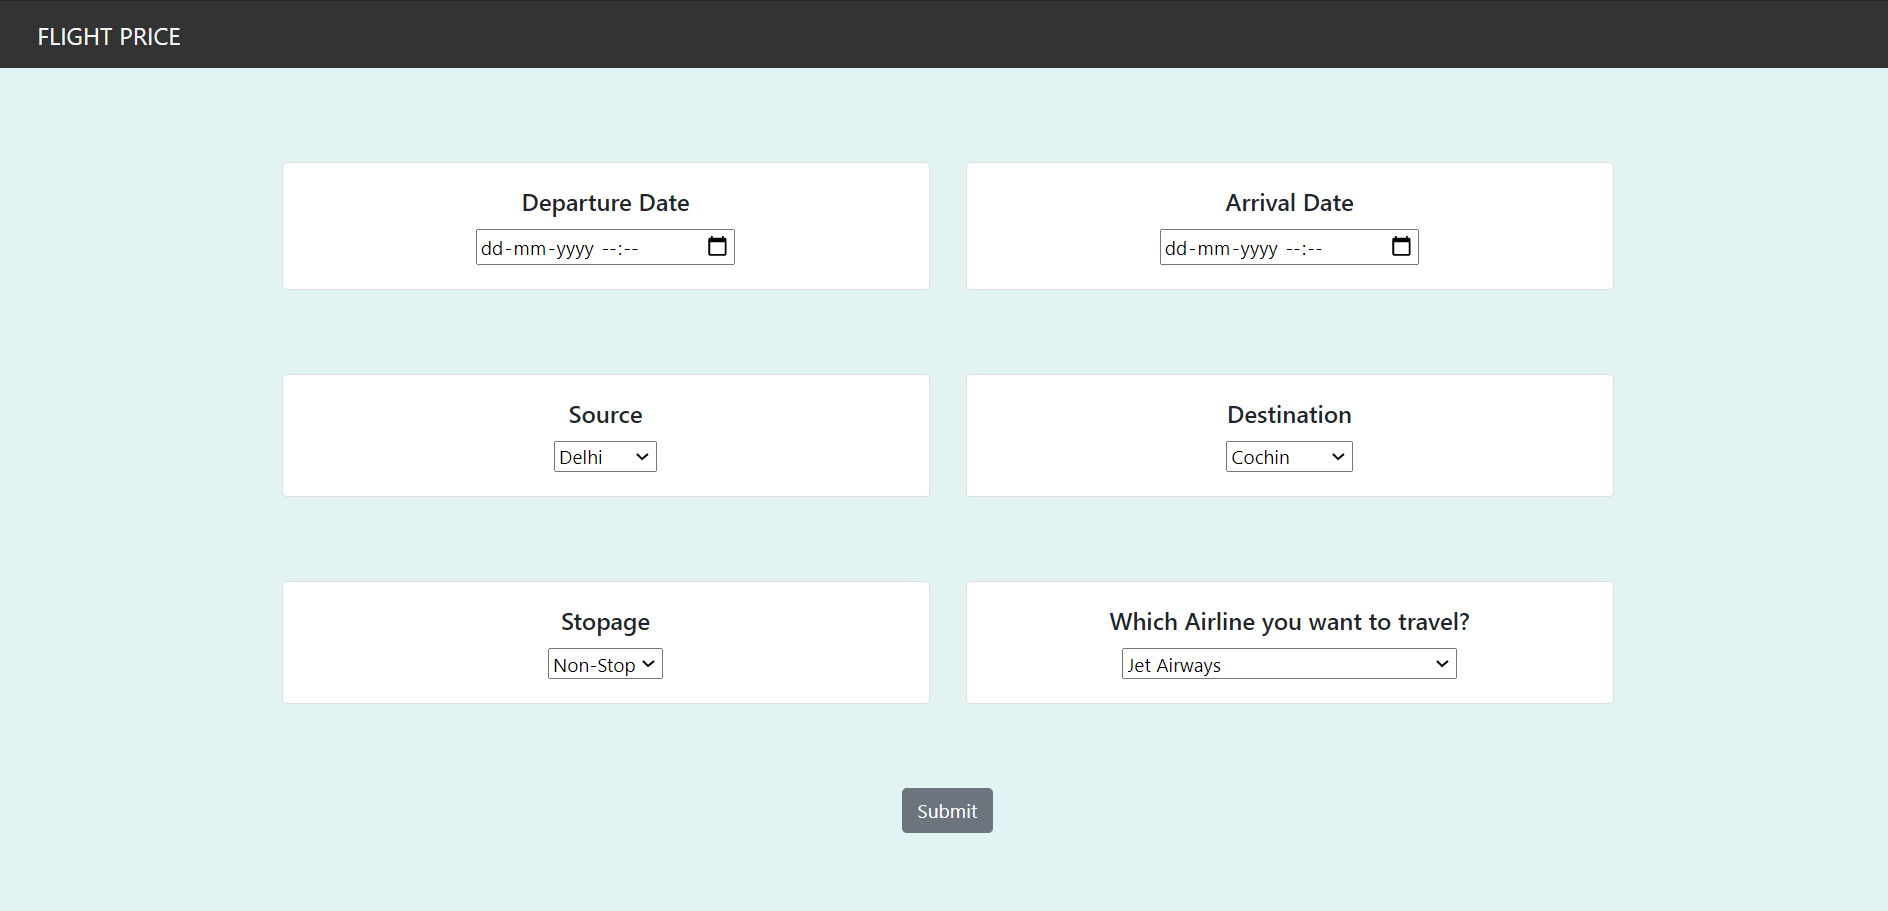 FLIGHT PRICE
Departure Date
dd-mm-yyyy --:--
Arrival Date
dd-mm-yyyy --:--
Source
Delhi
Destination
Cochin
Stopage
Non-Stop
Which Airline you want to travel?
Jet Airways
Submit